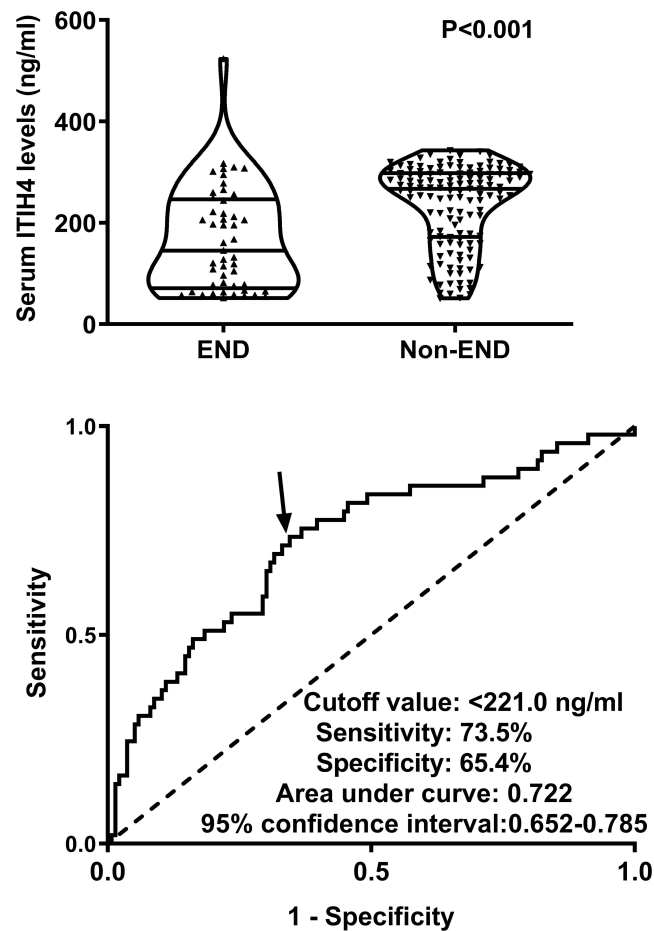 P<0.001
Serum ITIH4 levels (ng/ml)
600
400
200
0
END
Non-END
Sensitivity
1.0
0.5
0.0
Cutoff value: <221.0 ng/ml
Sensitivity: 73.5%
Specificity: 65.4%
Area under curve: 0.722
95% confidence interval:0.652-0.785
0.0
0.5
1.0
1 - Specificity